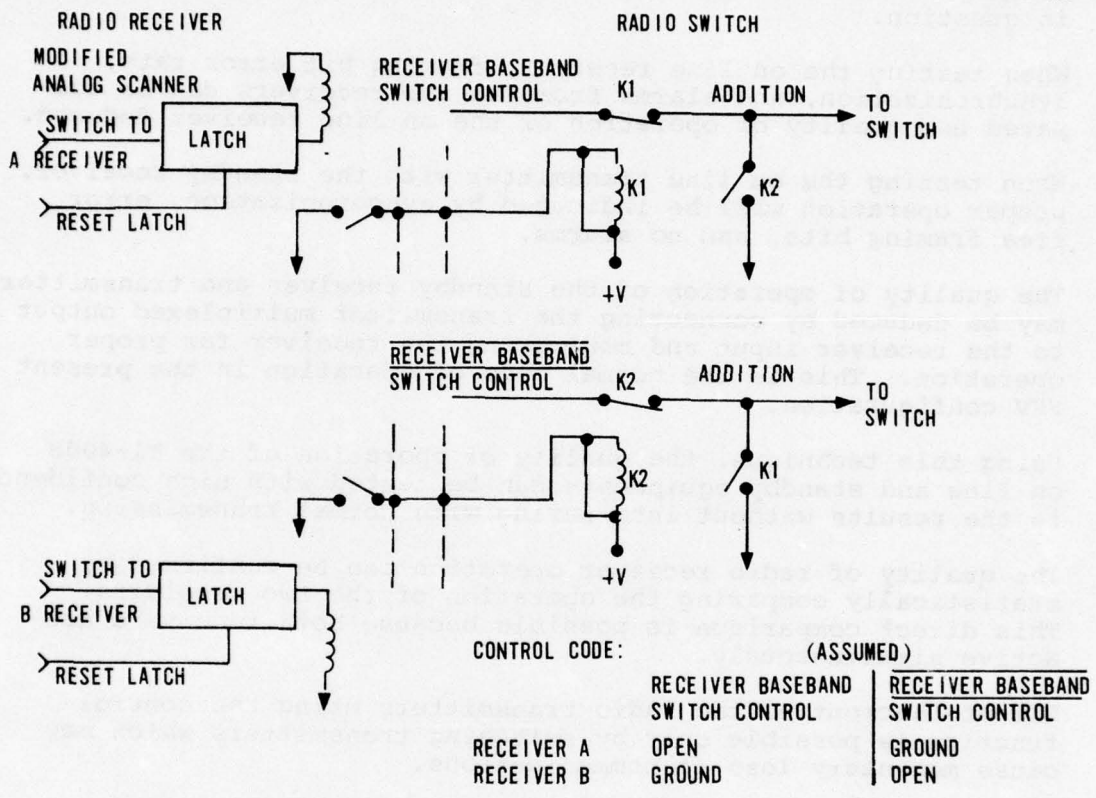 RADIO RECEIVER
RADIO SWITCH
MODIFIED
ANALOG SCANNER
RECEIVER BASEBAND
SWITCH CONTROL
K1
ADDITION
TO
SWITCH
SWITCH TO
A RECEIVER
LATCH
RESET LATCH
K1
K2
+V
RECEIVER BASEBAND
SWITCH CONTROL
K2
ADDITION
TO
SWITCH
K2
K1
+V
SWITCH TO
B RECEIVER
LATCH
RESET LATCH
CONTROL CODE:
(ASSUMED)
RECEIVER BASEBAND RECEIVER BASEBAND
SWITCH CONTROL SWITCH CONTROL
RECEIVER A OPEN GROUND
RECEIVER B GROUND OPEN